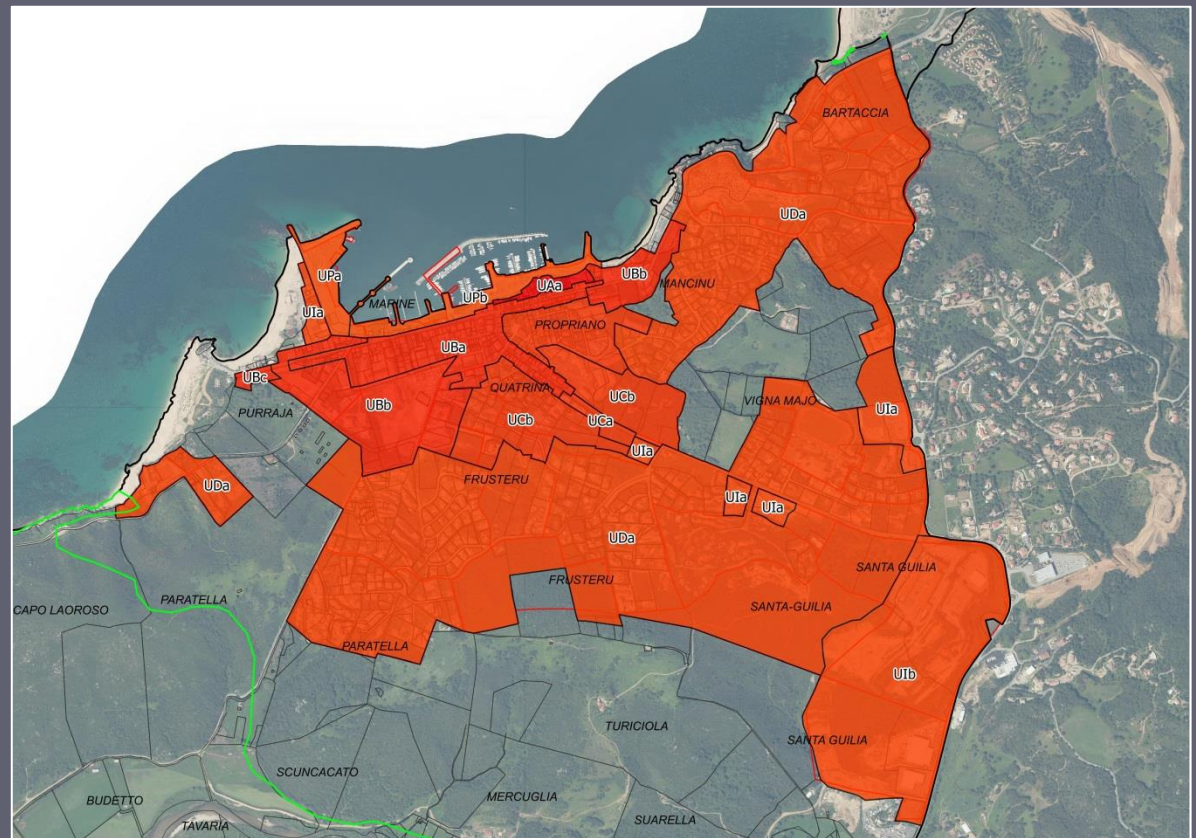 BARTACCIA
UDa
UPa
UBb
MANCINU
UAa
UPb
MARINE
UIa
PROPRIANO
UBa
UBc
QUATRINA
UCb
VIGNA MAJO
UBb
PURRAJA
UCb
UCa
UIa
UIa
FRUSTERU
UDa
UIa
UIa
UDa
SANTA GUILIA
FRUSTERU
CAPO LAOROSO
PARATELLA
SANTA-GUILIA
PARATELLA
UIb
TURICIOLA
SANTA GUILIA
SCUNCACATO
MERCUGLIA
BUDETTO
SUARELLA
TAVARIA